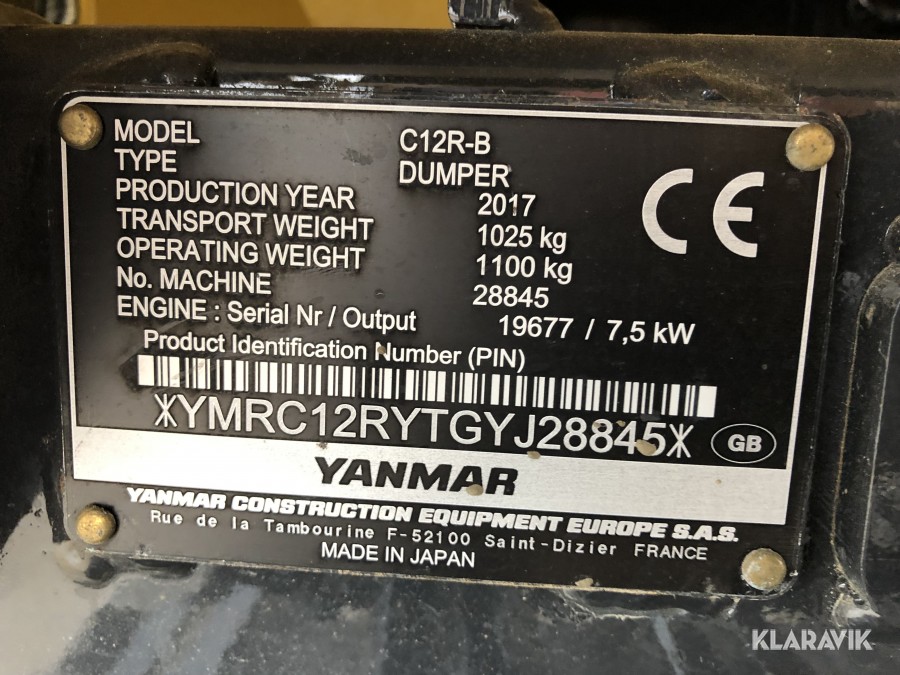 MODEL C12R-B
TYPE DUMPER
PRODUCTION YEAR 2017
TRANSPORT WEIGHT 1025 kg
OPERATING WEIGHT 1100 kg
No. MACHINE 28845
ENGINE : Serial Nr / Output 19677 / 7,5 kW
CE
Product Identification Number (PIN)
*YMRC12RYTGYJ28845*
GB
YANMAR
YANMAR CONSTRUCTION EQUIPMENT EUROPE S.A.S.
Rue de la Tambourine F-52100 Saint-Dizier FRANCE
MADE IN JAPAN
KLARAVIK